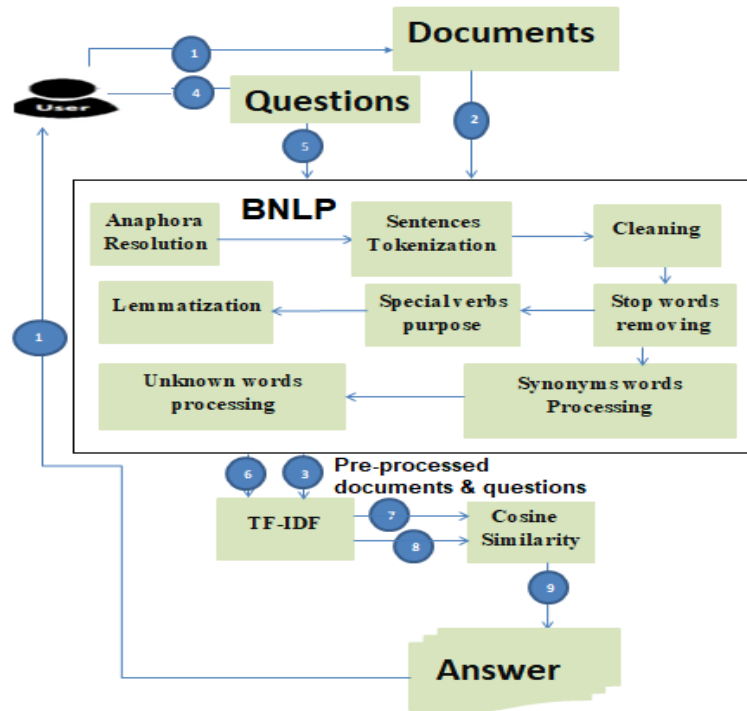 Documents
1
User
4
Questions
2
5
BNLP
Anaphora
Resolution
Sentences
Tokenization
Cleaning
Lemmatization
Special verbs
purpose
Stop words
removing
1
Unknown words
processing
Synonyms words
Processing
6
3
Pre-processed
documents & questions
TF-IDF
7
8
Cosine
Similarity
9
Answer